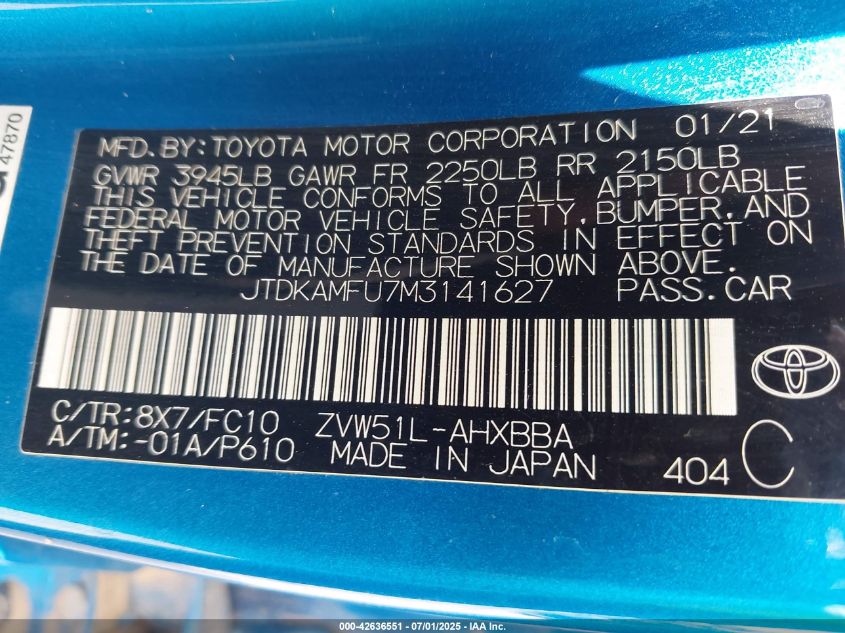 47870
MFD.BY:TOYOTA MOTOR CORPORATION 01/21
GVWR 3945LB GAWR FR 2250LB RR 2150LB
THIS VEHICLE CONFORMS TO ALL APPLICABLE
FEDERAL MOTOR VEHICLE SAFETY,BUMPER,AND
THEFT PREVENTION STANDARDS IN EFFECT ON
THE DATE OF MANUFACTURE SHOWN ABOVE.
JTDKAMFU7M3141627 PASS.CAR
C/TR:8X7/FC10 ZVW51L-AHXBBA
A/TM:-01A/P610 MADE IN JAPAN 404 C
000-42636551 - 07/01/2025 - IAA Inc.